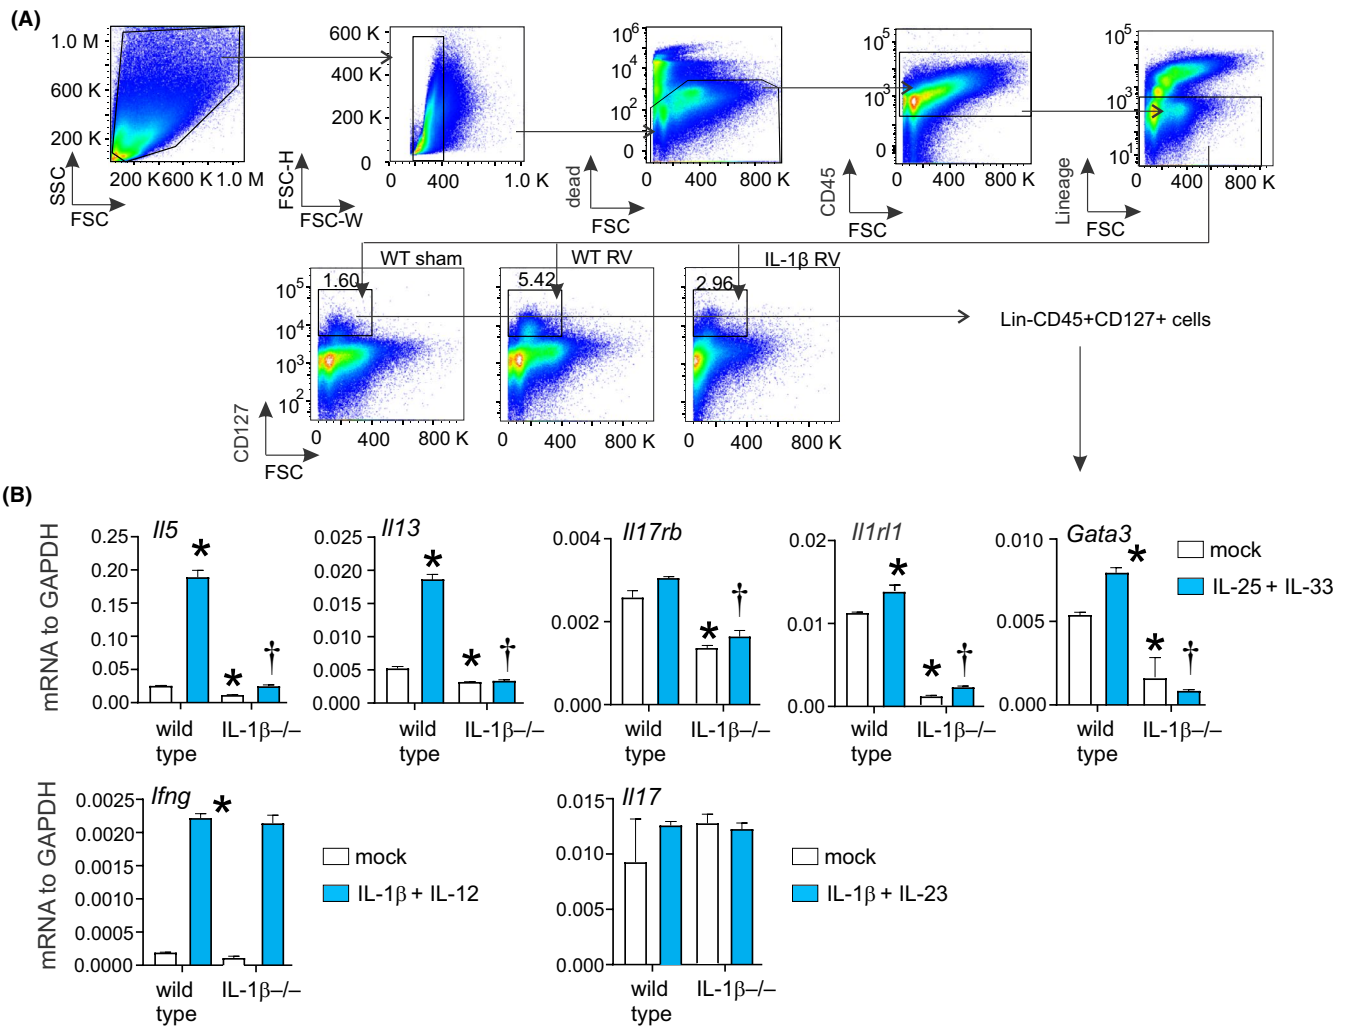 (A)
1.0 M
600 K
200 K
SSC
200 K 600 K 1.0 M
FSC
600 K
400 K
200 K
0
FSC-H
0 400 1.0 K
FSC-W
10^6
10^4
10^2
0
dead
0 400 800 K
FSC
10^5
10^3
0
CD45
0 400 800 K
FSC
10^5
10^3
10^1
Lineage
0 400 800 K
FSC
WT sham
WT RV
IL-1β RV
1.60
5.42
2.96
10^5
10^4
10^3
10^2
CD127
0 400 800 K
0 400 800 K
0 400 800 K
FSC
Lin-CD45+CD127+ cells
(B)
mRNA to GAPDH
Il5
0.25
0.20
0.15
0.10
0.05
0.00
* * †
wild type
IL-1β–/–
Il13
0.025
0.020
0.015
0.010
0.005
0.000
* * †
wild type
IL-1β–/–
Il17rb
0.004
0.002
0.000
* †
wild type
IL-1β–/–
Il1rl1
0.02
0.01
0.00
* * †
wild type
IL-1β–/–
Gata3
0.010
0.005
0.000
* * †
wild type
IL-1β–/–
mock
IL-25 + IL-33
mRNA to GAPDH
Ifng
0.0025
0.0020
0.0015
0.0010
0.0005
0.0000
*
wild type
IL-1β–/–
mock
IL-1β + IL-12
Il17
0.015
0.010
0.005
0.000
wild type
IL-1β–/–
mock
IL-1β + IL-23